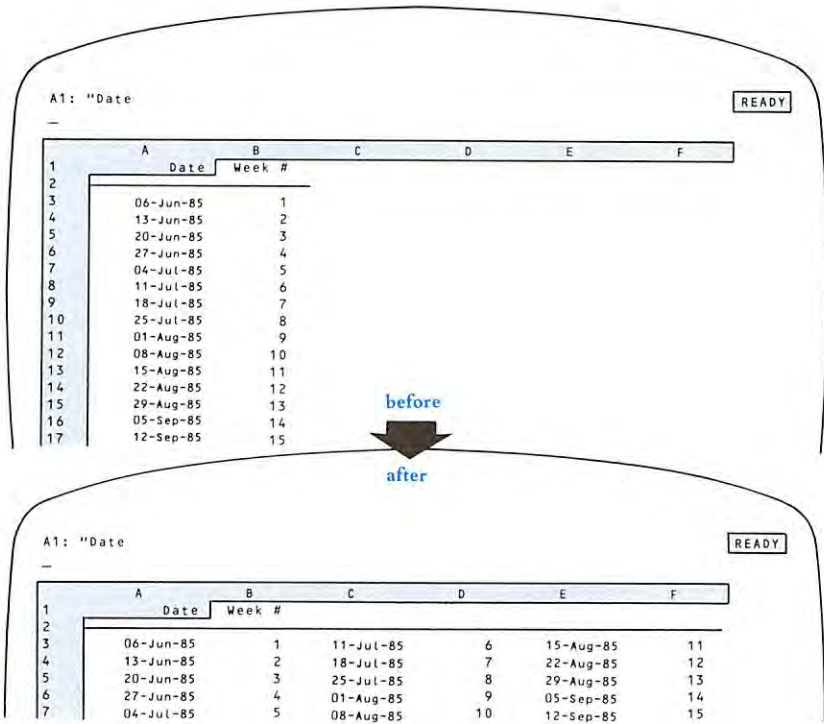 A1: "Date READY
A B C D E F
1 Date Week #
2
3 06-Jun-85 1
4 13-Jun-85 2
5 20-Jun-85 3
6 27-Jun-85 4
7 04-Jul-85 5
8 11-Jul-85 6
9 18-Jul-85 7
10 25-Jul-85 8
11 01-Aug-85 9
12 08-Aug-85 10
13 15-Aug-85 11
14 22-Aug-85 12
15 29-Aug-85 13
16 05-Sep-85 14
17 12-Sep-85 15
before
after
A1: "Date READY
A B C D E F
1 Date Week #
2
3 06-Jun-85 1 11-Jul-85 6 15-Aug-85 11
4 13-Jun-85 2 18-Jul-85 7 22-Aug-85 12
5 20-Jun-85 3 25-Jul-85 8 29-Aug-85 13
6 27-Jun-85 4 01-Aug-85 9 05-Sep-85 14
7 04-Jul-85 5 08-Aug-85 10 12-Sep-85 15